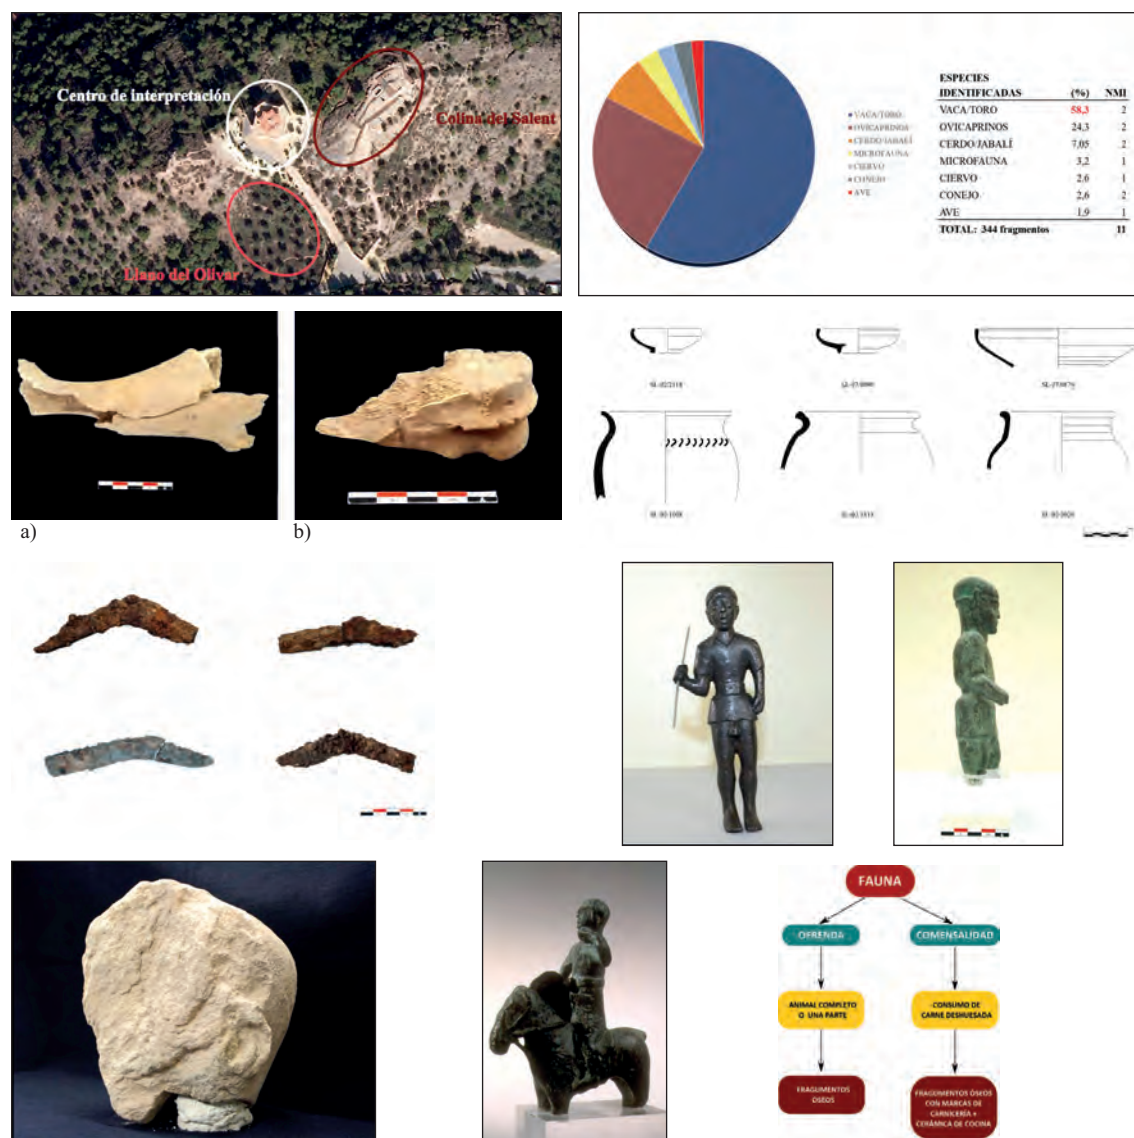 Centro de interpretación
Colina del Salent
Llano del Olivar
VACA/TORO
OVICAPRINOS
CERDO/JABALÍ
MICROFAUNA
CIERVO
CONEJO
AVE
ESPECIES
IDENTIFICADAS (%) NMI
VACA/TORO 58,3 2
OVICAPRINOS 24,3 2
CERDO/JABALÍ 7,05 2
MICROFAUNA 3,2 1
CIERVO 2,6 1
CONEJO 2,6 2
AVE 1,9 1
TOTAL: 344 fragmentos 11
a)
b)
FAUNA
OFRENDA
COMENSALIDAD
ANIMAL COMPLETO
O UNA PARTE
-CONSUMO DE
CARNE DESHUESADA
FRAGUMENTOS
OSEOS
FRAGUMENTOS ÓSEOS
CON MARCAS DE
CARNICERÍA +
CERÁMICA DE COCINA